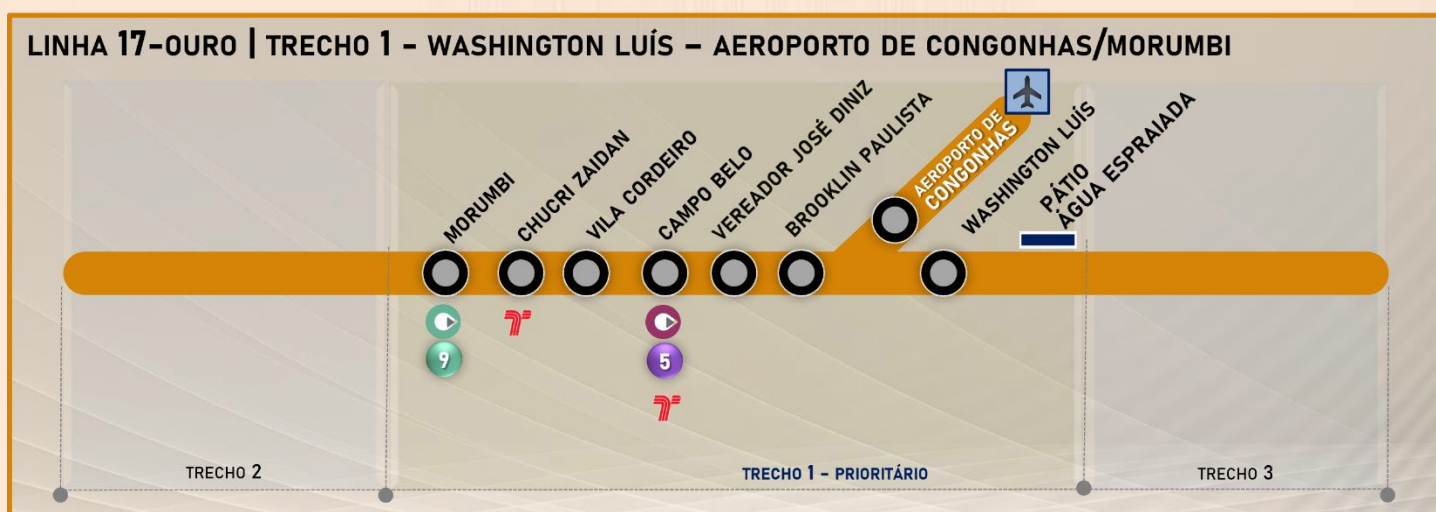 LINHA 17-OURO | TRECHO 1 - WASHINGTON LUÍS – AEROPORTO DE CONGONHAS/MORUMBI
MORUMBI
CHUCRI ZAIDAN
VILA CORDEIRO
CAMPO BELO
VEREADOR JOSÉ DINIZ
BROOKLIN PAULISTA
AEROPORTO DE
CONGONHAS
WASHINGTON LUÍS
PÁTIO
ÁGUA ESPRAIADA
9
5
TRECHO 2
TRECHO 1 - PRIORITÁRIO
TRECHO 3